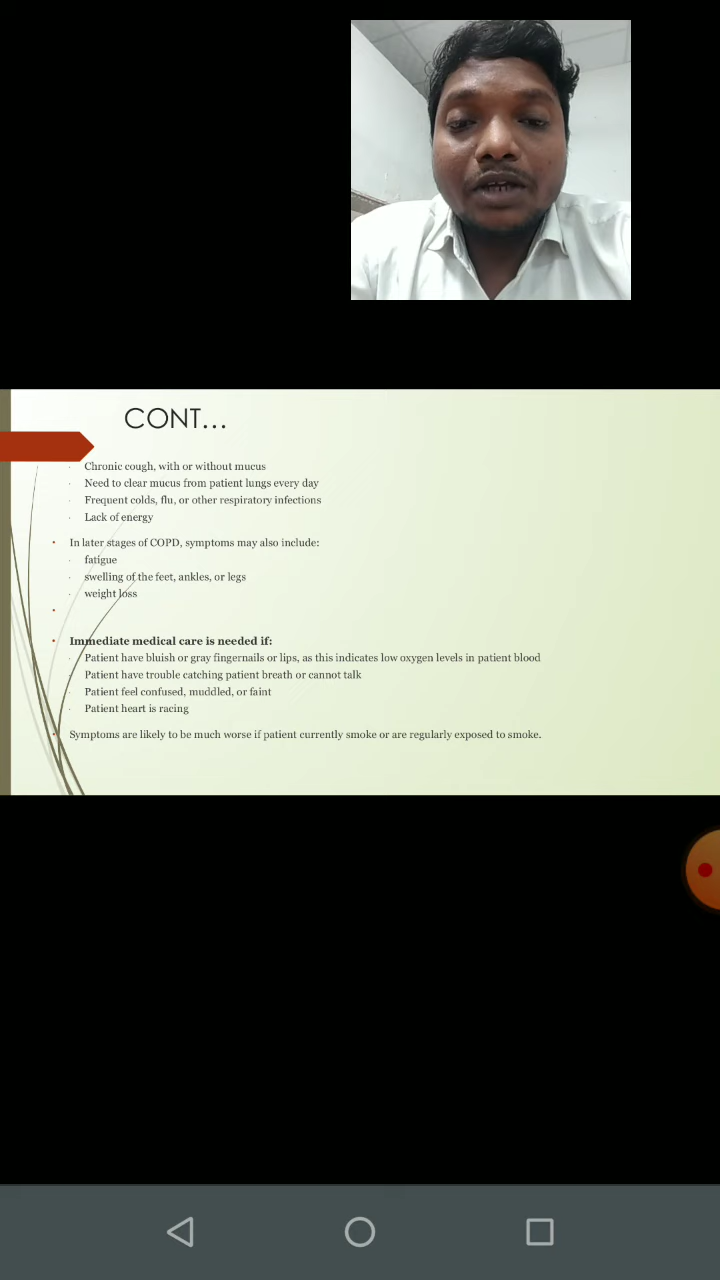 CONT...
Chronic cough, with or without mucus
Need to clear mucus from patient lungs every day
Frequent colds, flu, or other respiratory infections
Lack of energy
In later stages of COPD, symptoms may also include:
fatigue
swelling of the feet, ankles, or legs
weight loss
Immediate medical care is needed if:
Patient have bluish or gray fingernails or lips, as this indicates low oxygen levels in patient blood
Patient have trouble catching patient breath or cannot talk
Patient feel confused, muddled, or faint
Patient heart is racing
Symptoms are likely to be much worse if patient currently smoke or are regularly exposed to smoke.